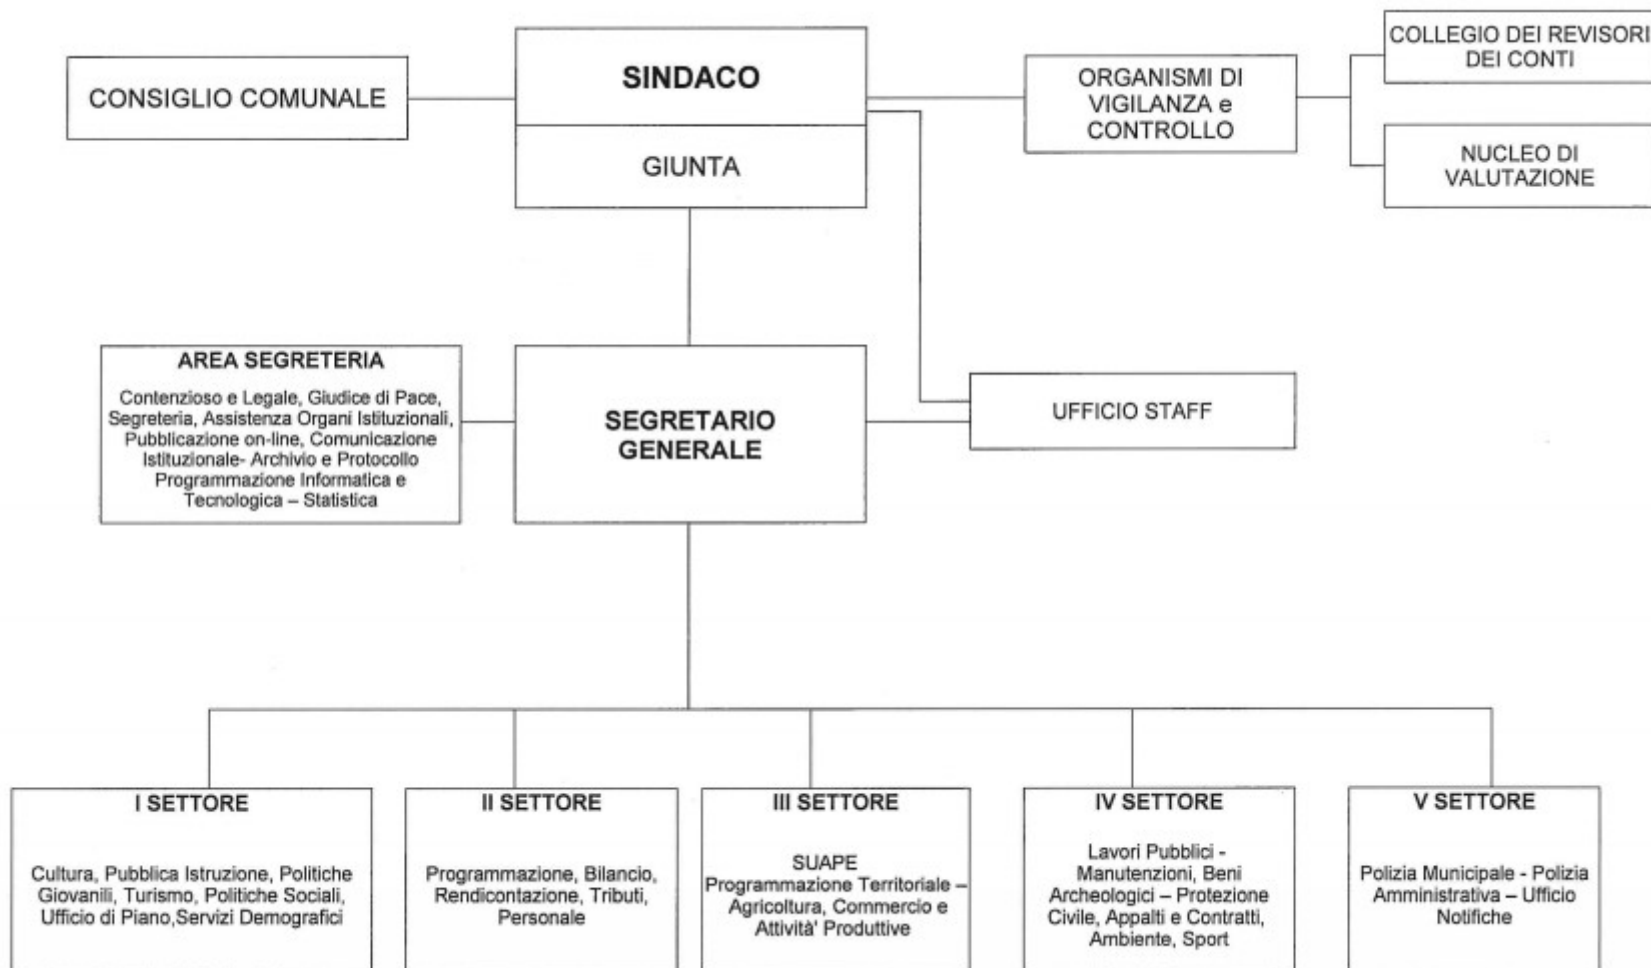 CONSIGLIO COMUNALE
SINDACO
GIUNTA
ORGANISMI DI
VIGILANZA e
CONTROLLO
COLLEGIO DEI REVISORI
DEI CONTI
NUCLEO DI
VALUTAZIONE
AREA SEGRETERIA
Contenzioso e Legale, Giudice di Pace,
Segreteria, Assistenza Organi Istituzionali,
Pubblicazione on-line, Comunicazione
Istituzionale- Archivio e Protocollo
Programmazione Informatica e
Tecnologica – Statistica
SEGRETARIO
GENERALE
UFFICIO STAFF
I SETTORE
Cultura, Pubblica Istruzione, Politiche
Giovanili, Turismo, Politiche Sociali,
Ufficio di Piano,Servizi Demografici
II SETTORE
Programmazione, Bilancio,
Rendicontazione, Tributi,
Personale
III SETTORE
SUAPE
Programmazione Territoriale –
Agricoltura, Commercio e
Attività' Produttive
IV SETTORE
Lavori Pubblici -
Manutenzioni, Beni
Archeologici – Protezione
Civile, Appalti e Contratti,
Ambiente, Sport
V SETTORE
Polizia Municipale - Polizia
Amministrativa – Ufficio
Notifiche